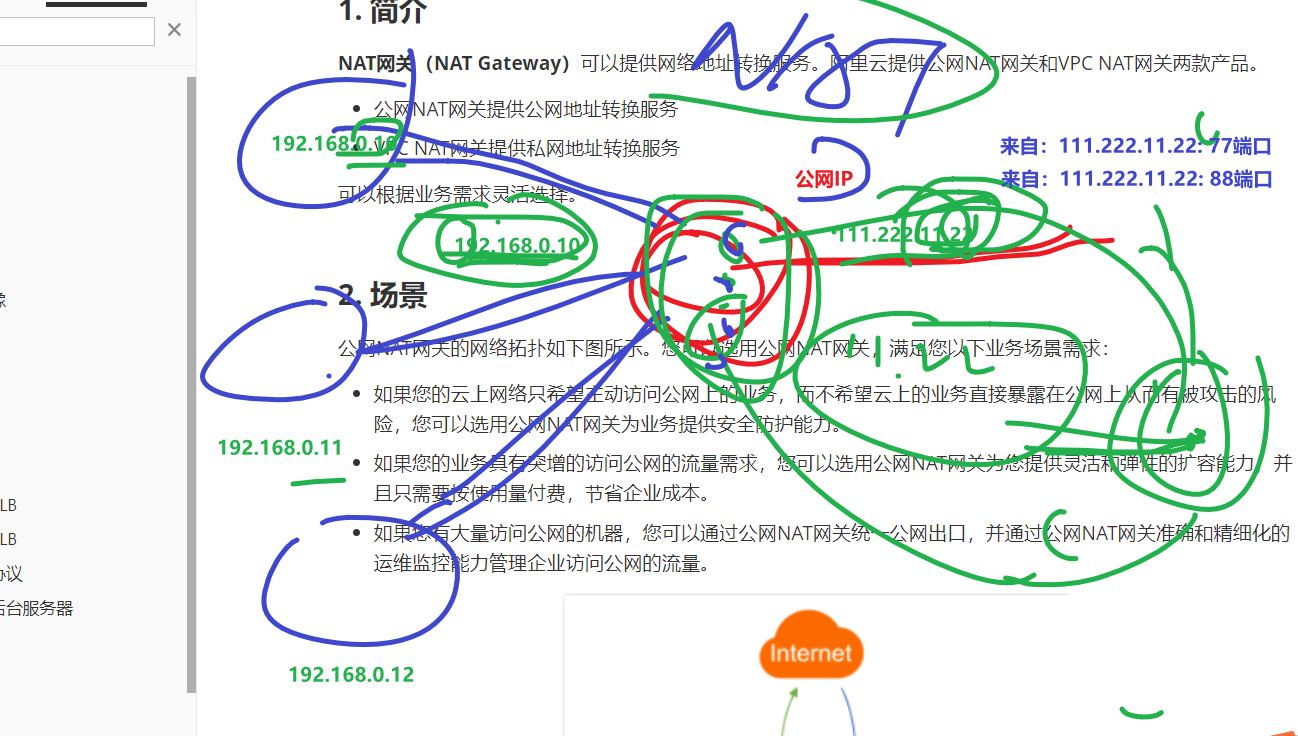 1. 简介
NAT
NAT网关（NAT Gateway）可以提供网络地址转换服务。阿里云提供公网NAT网关和VPC NAT网关两款产品。
公网NAT网关提供公网地址转换服务
192.168.0.10
VPC NAT网关提供私网地址转换服务
来自：111.222.11.22: 77端口
公网IP
来自：111.222.11.22: 88端口
可以根据业务需求灵活选择。
192.168.0.10
111.222.11.22
2. 场景
公网NAT网关的网络拓扑如下图所示。您可以选用公网NAT网关，满足您以下业务场景需求：
如果您的云上网络只希望主动访问公网上的业务，而不希望云上的业务直接暴露在公网上从而有被攻击的风
险，您可以选用公网NAT网关为业务提供安全防护能力。
192.168.0.11
如果您的业务具有突增的访问公网的流量需求，您可以选用公网NAT网关为您提供灵活和弹性的扩容能力，并
且只需要按使用量付费，节省企业成本。
LB
如果您有大量访问公网的机器，您可以通过公网NAT网关统一公网出口，并通过公网NAT网关准确和精细化的
LB
运维监控能力管理企业访问公网的流量。
协议
后台服务器
Internet
192.168.0.12